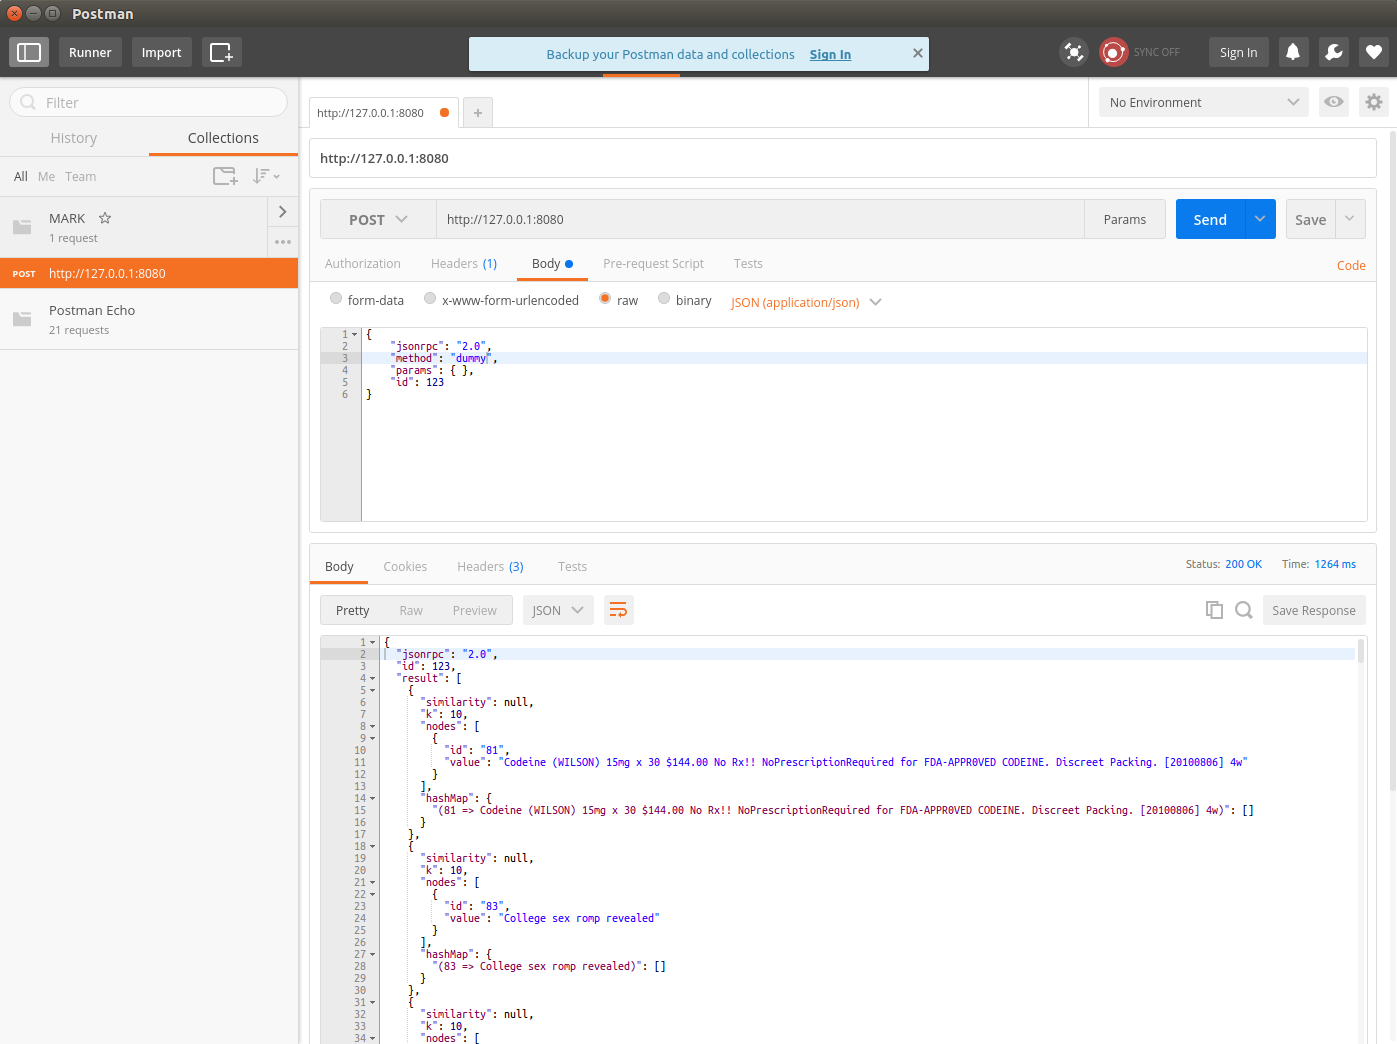 Postman
Runner
Import
Backup your Postman data and collections Sign In
SYNC OFF
Sign In
Filter
History
Collections
All Me Team
MARK
1 request
POST http://127.0.0.1:8080
Postman Echo
21 requests
http://127.0.0.1:8080
+
No Environment
http://127.0.0.1:8080
POST
http://127.0.0.1:8080
Params
Send
Save
Authorization
Headers (1)
Body
Pre-request Script
Tests
Code
form-data
x-www-form-urlencoded
raw
binary
JSON (application/json)
1 {
2 "jsonrpc": "2.0",
3 "method": "dummy",
4 "params": { },
5 "id": 123
6 }
Body
Cookies
Headers (3)
Tests
Status: 200 OK
Time: 1264 ms
Pretty
Raw
Preview
JSON
Save Response
1 {
2 "jsonrpc": "2.0",
3 "id": 123,
4 "result": [
5 {
6 "similarity": null,
7 "k": 10,
8 "nodes": [
9 {
10 "id": "81",
11 "value": "Codeine (WILSON) 15mg x 30 $144.00 No Rx!! NoPrescriptionRequired for FDA-APPR0VED CODEINE. Discreet Packing. [20100806] 4w"
12 }
13 ],
14 "hashMap": {
15 "(81 => Codeine (WILSON) 15mg x 30 $144.00 No Rx!! NoPrescriptionRequired for FDA-APPR0VED CODEINE. Discreet Packing. [20100806] 4w)": []
16 }
17 },
18 {
19 "similarity": null,
20 "k": 10,
21 "nodes": [
22 {
23 "id": "83",
24 "value": "College sex romp revealed"
25 }
26 ],
27 "hashMap": {
28 "(83 => College sex romp revealed)": []
29 }
30 },
31 {
32 "similarity": null,
33 "k": 10,
34 "nodes": [